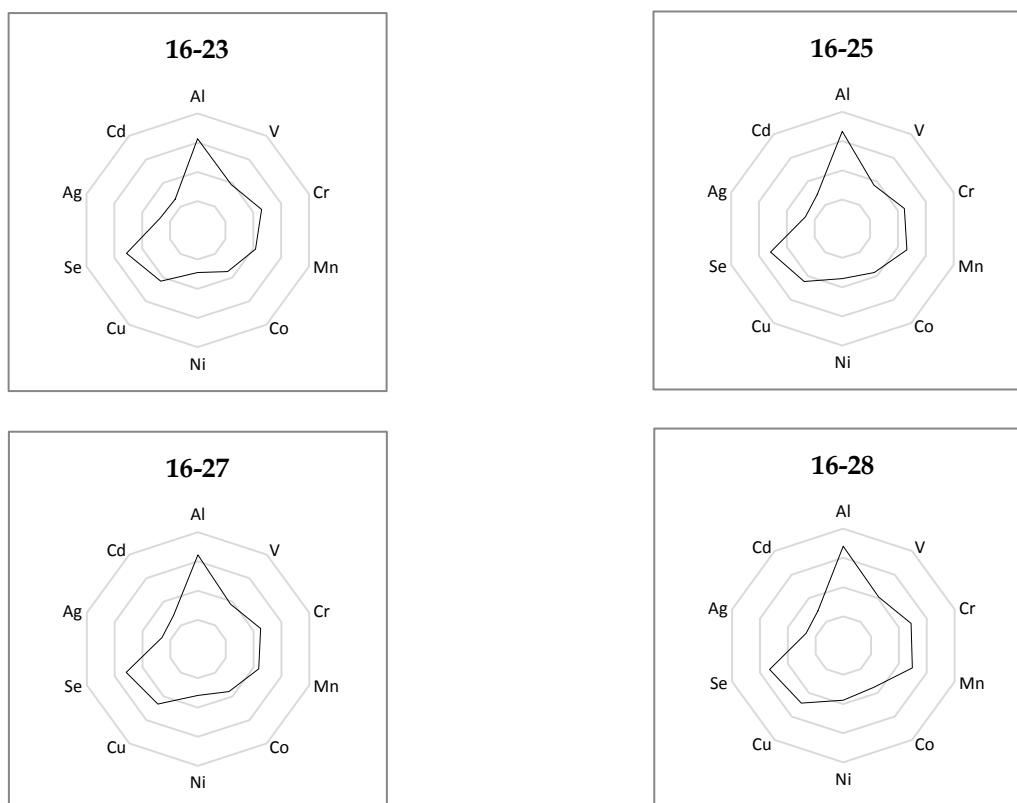 16-23
Al
V
Cr
Mn
Co
Ni
Cu
Se
Ag
Cd
16-25
Al
V
Cr
Mn
Co
Ni
Cu
Se
Ag
Cd
16-27
Al
V
Cr
Mn
Co
Ni
Cu
Se
Ag
Cd
16-28
Al
V
Cr
Mn
Co
Ni
Cu
Se
Ag
Cd